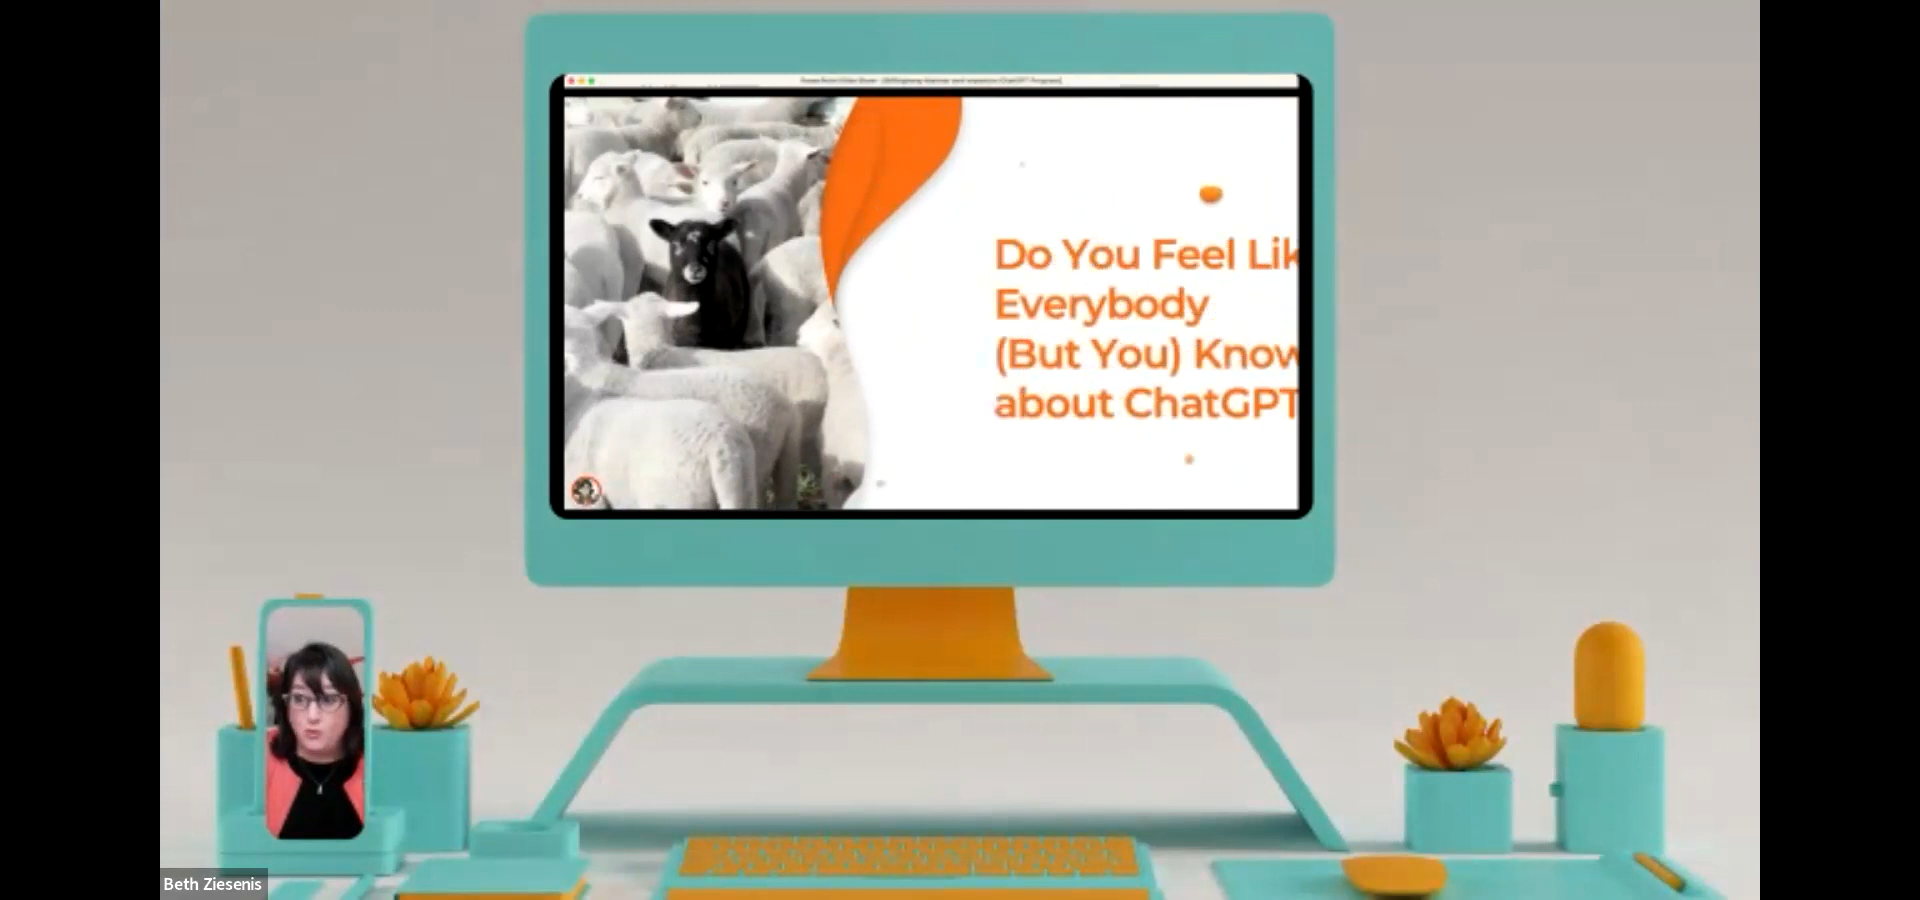 Do You Feel Lik
Everybody
(But You) Know
about ChatGPT
Beth Ziesenis